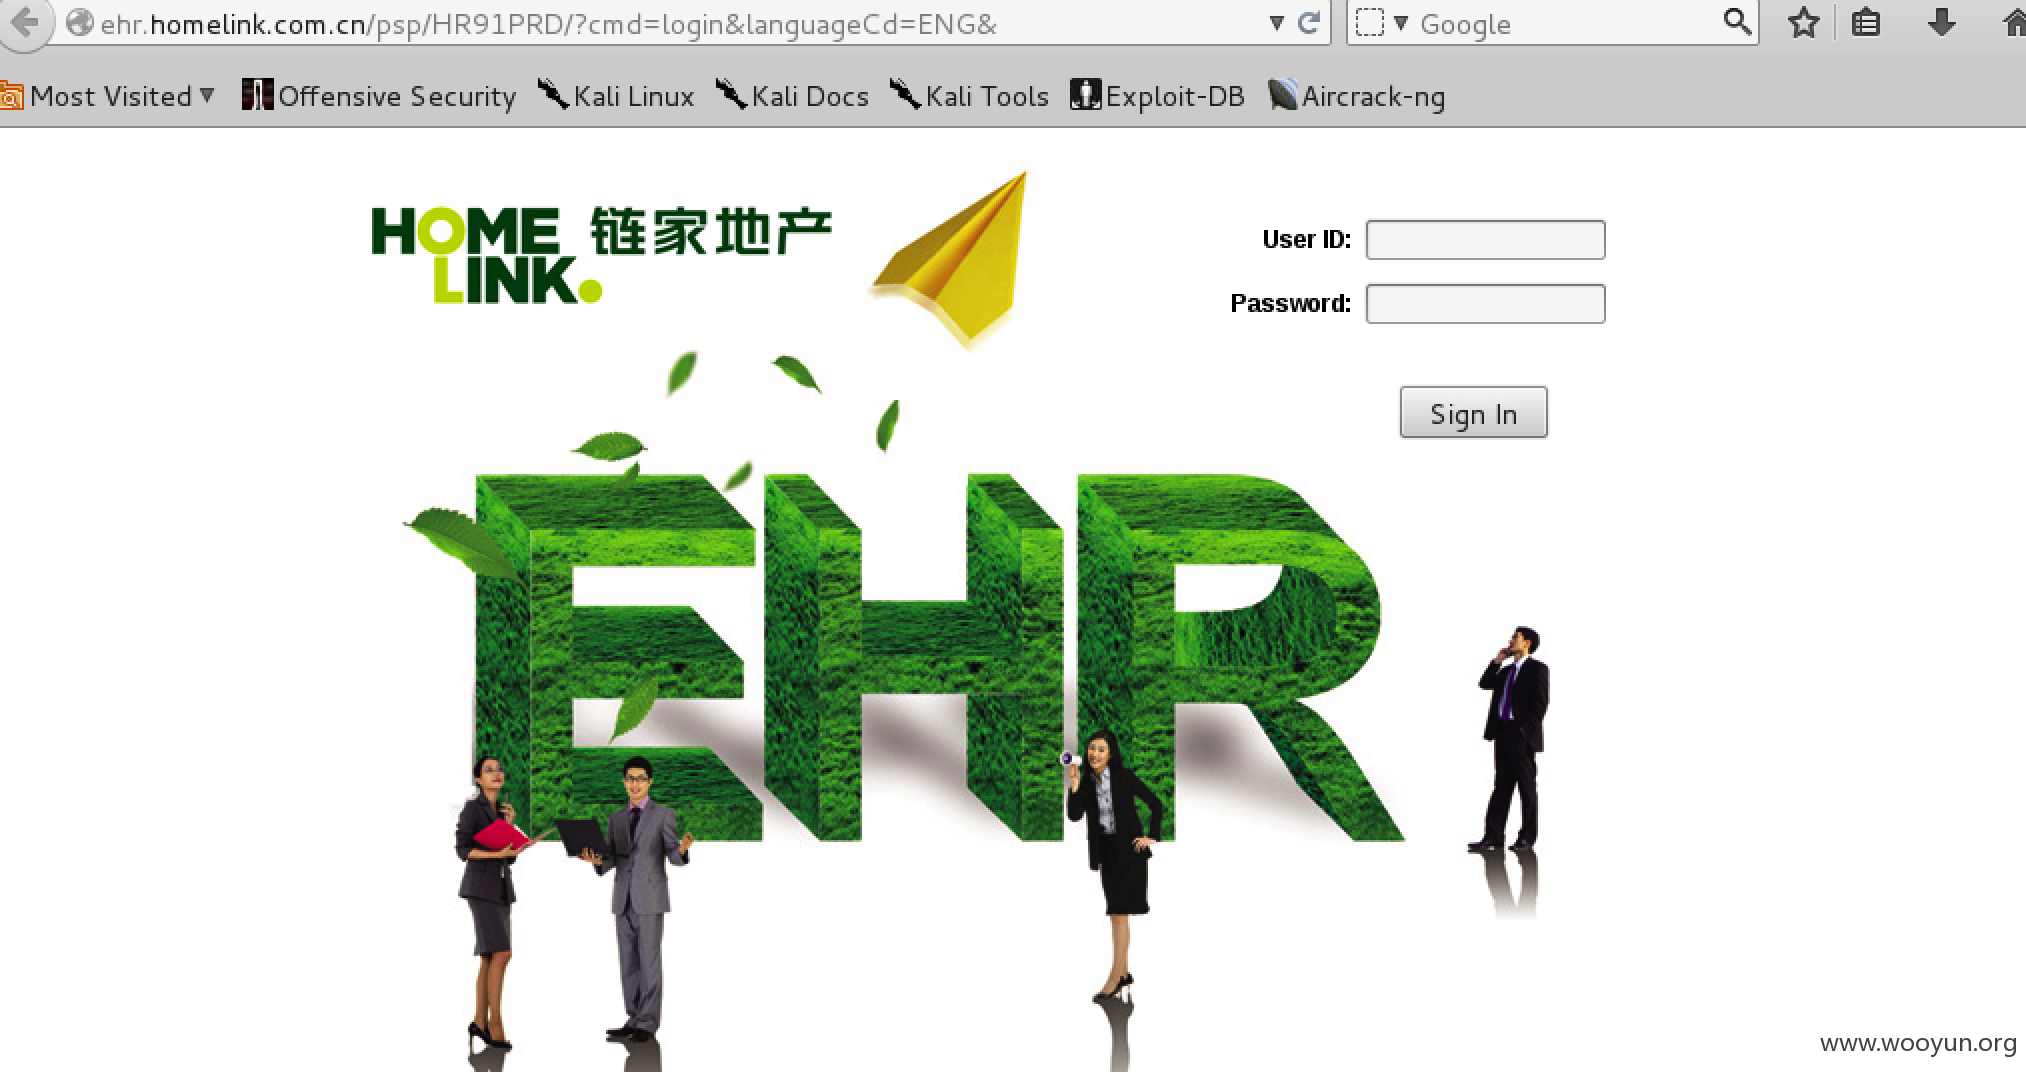 ehr.homelink.com.cn/psp/HR91PRD/?cmd=login&languageCd=ENG&
Google
Most Visited
Offensive Security
Kali Linux
Kali Docs
Kali Tools
Exploit-DB
Aircrack-ng
HOME LINK.
链家地产
User ID:
Password:
Sign In
EHR
www.wooyun.org